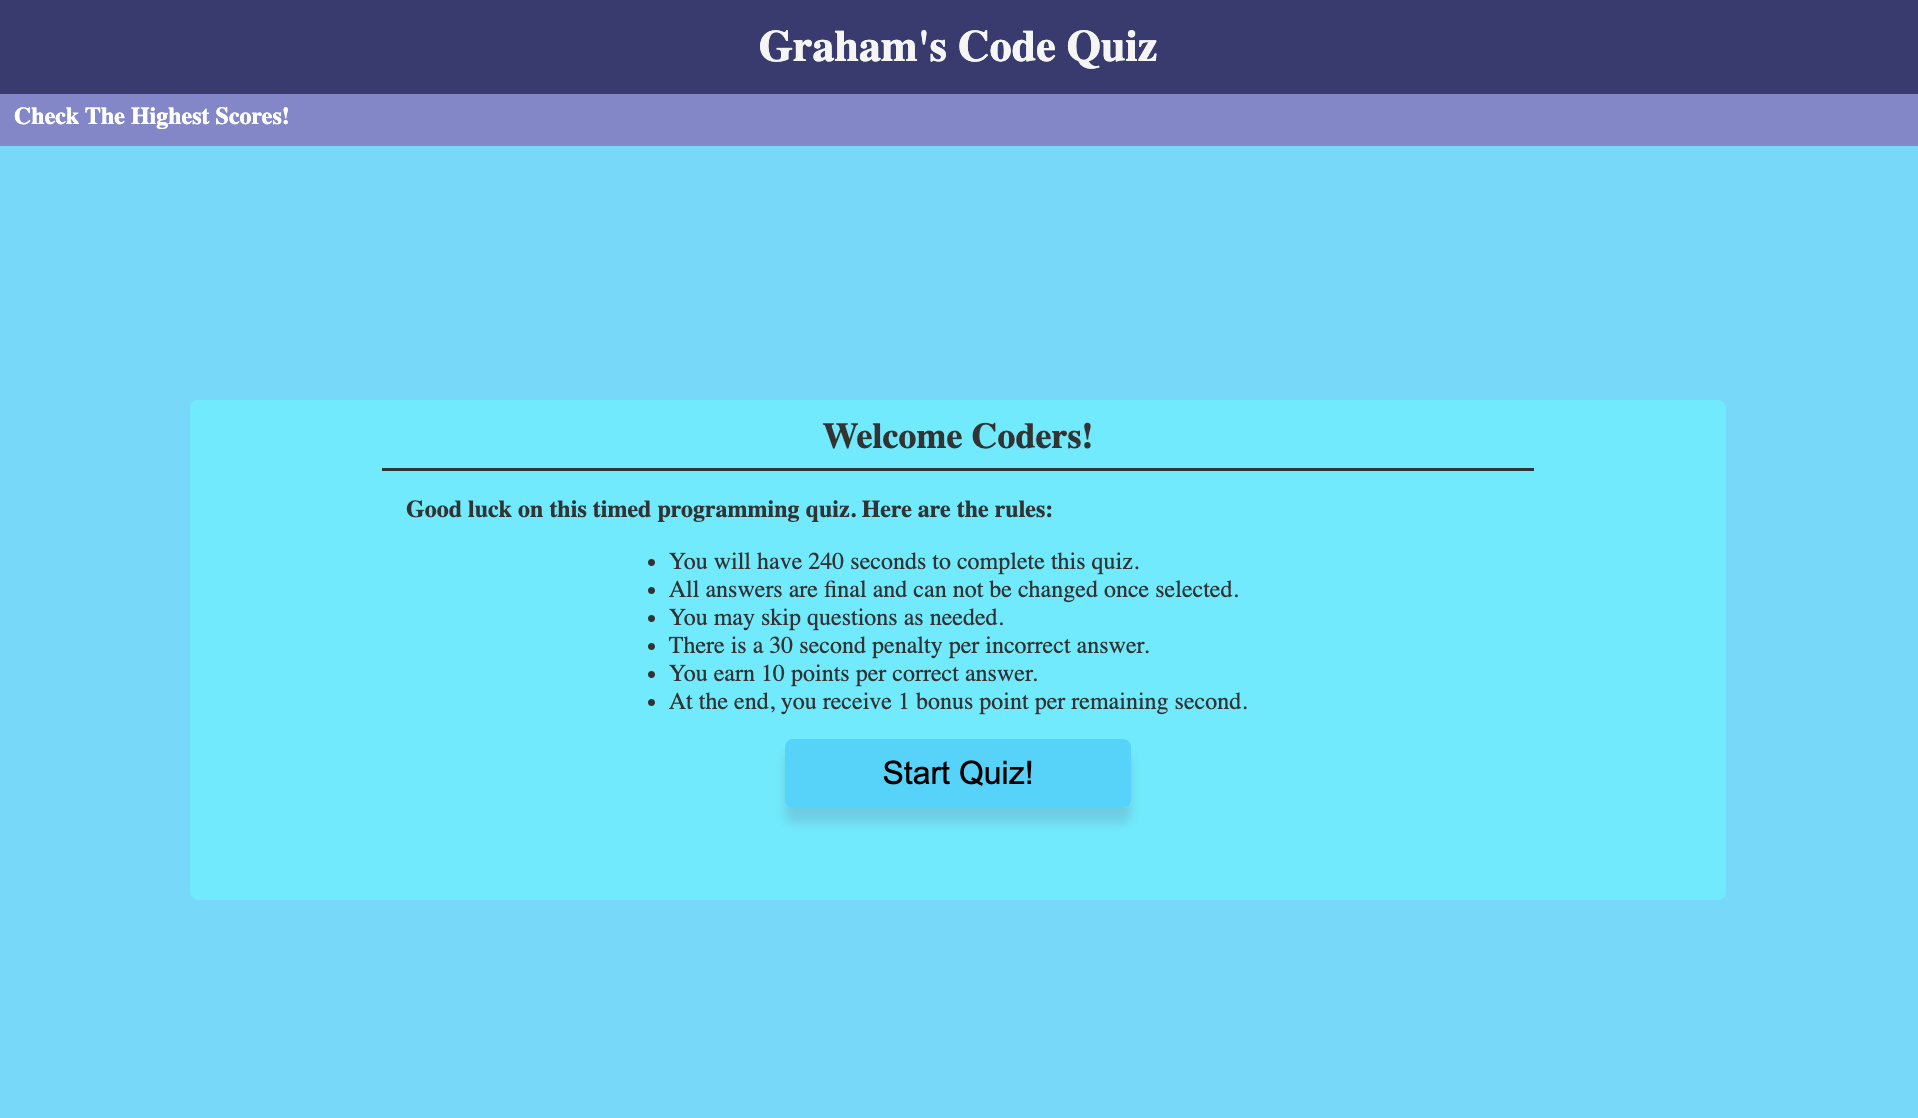 Graham's Code Quiz
Check The Highest Scores!
Welcome Coders!
Good luck on this timed programming quiz. Here are the rules:
• You will have 240 seconds to complete this quiz.
• All answers are final and can not be changed once selected.
• You may skip questions as needed.
• There is a 30 second penalty per incorrect answer.
• You earn 10 points per correct answer.
• At the end, you receive 1 bonus point per remaining second.
Start Quiz!